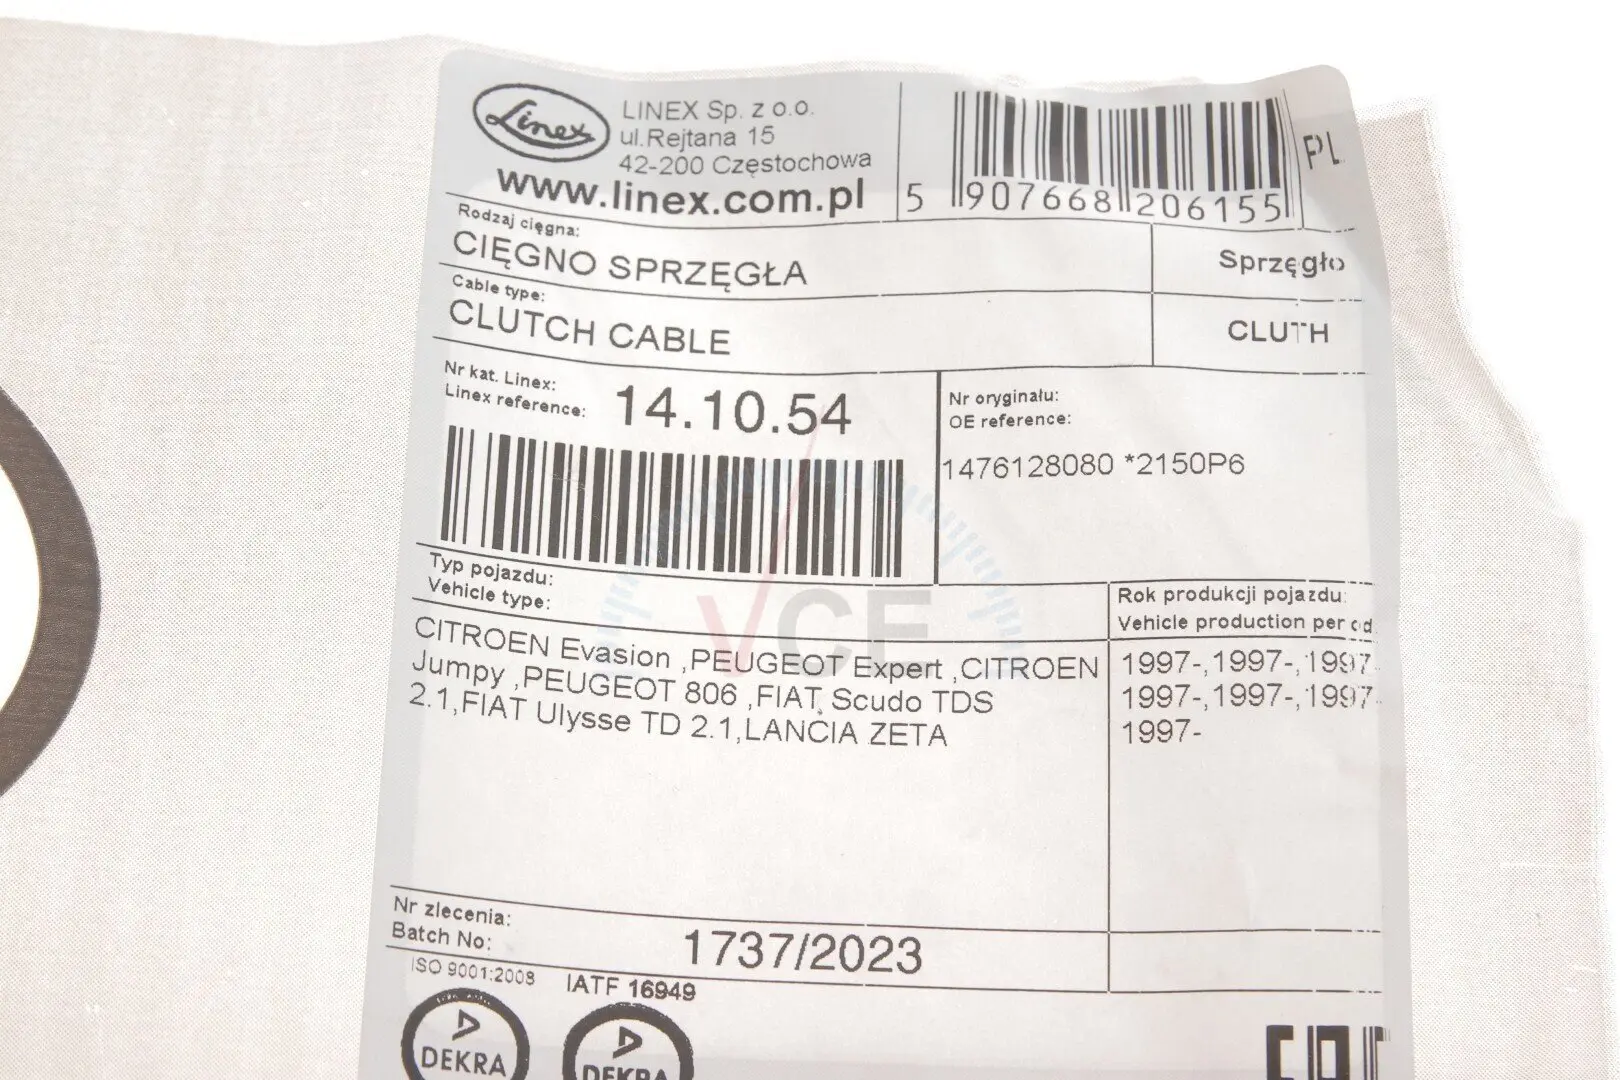 Linex
LINEX Sp. z o.o.
ul.Rejtana 15
42-200 Częstochowa
www.linex.com.pl
5 907668 206155
PL
Rodzaj cięgna:
CIĘGNO SPRZĘGŁA
Sprzęgło
Cable type:
CLUTCH CABLE
CLUTH
Nr kat. Linex:
Linex reference:
14.10.54
Nr oryginału:
OE reference:
1476128080 *2150P6
Typ pojazdu:
Vehicle type:
Rok produkcji pojazdu:
Vehicle production period
CITROEN Evasion ,PEUGEOT Expert ,CITROEN
Jumpy ,PEUGEOT 806 ,FIAT Scudo TDS
2.1,FIAT Ulysse TD 2.1,LANCIA ZETA
1997-,1997-,1997-
1997-,1997-,1997-
1997-
VCF
Nr zlecenia:
Batch No:
1737/2023
ISO 9001:2008
IATF 16949
DEKRA
DEKRA